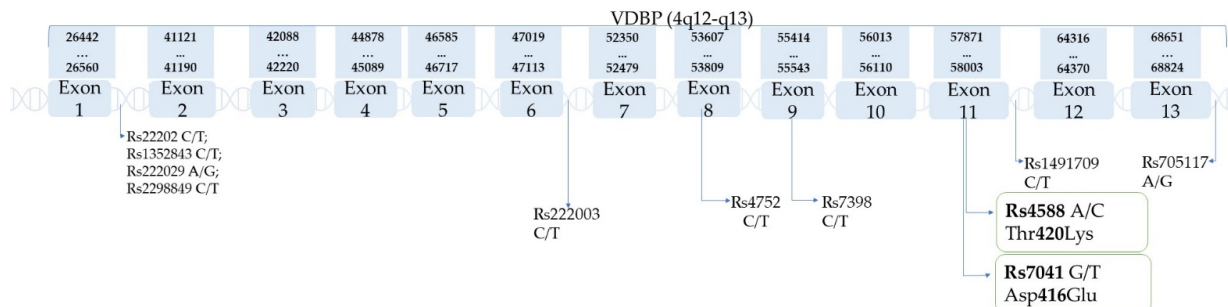 VDBP (4q12-q13)
26442 41121 42088 44878 46585 47019 52350 53607 55414 56013 57871 64316 68651
... ... ... ... ... ... ... ... ... ... ... ... ...
26560 41190 42220 45089 46717 47113 52479 53809 55543 56110 58003 64370 68824
Exon Exon Exon Exon Exon Exon Exon Exon Exon Exon Exon Exon Exon
1 2 3 4 5 6 7 8 9 10 11 12 13
Rs22202 C/T;
Rs1352843 C/T;
Rs222029 A/G;
Rs2298849 C/T
Rs222003
C/T
Rs4752
C/T
Rs7398
C/T
Rs1491709
C/T
Rs705117
A/G
Rs4588 A/C
Thr420Lys
Rs7041 G/T
Asp416Glu